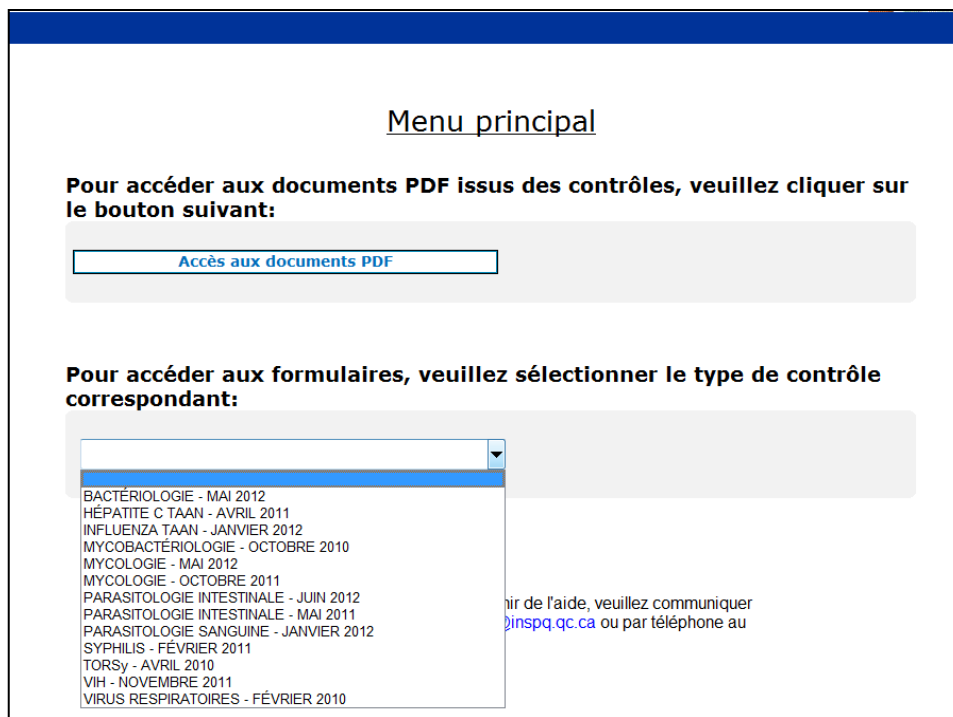 Menu principal
Pour accéder aux documents PDF issus des contrôles, veuillez cliquer sur
le bouton suivant:
Accès aux documents PDF
Pour accéder aux formulaires, veuillez sélectionner le type de contrôle
correspondant:
BACTÉRIOLOGIE - MAI 2012
HÉPATITE C TAAN - AVRIL 2011
INFLUENZA TAAN - JANVIER 2012
MYCOBACTÉRIOLOGIE - OCTOBRE 2010
MYCOLOGIE - MAI 2012
MYCOLOGIE - OCTOBRE 2011
PARASITOLOGIE INTESTINALE - JUIN 2012
PARASITOLOGIE INTESTINALE - MAI 2011
PARASITOLOGIE SANGUINE - JANVIER 2012
SYPHILIS - FÉVRIER 2011
TORSy - AVRIL 2010
VIH - NOVEMBRE 2011
VIRUS RESPIRATOIRES - FÉVRIER 2010
de l'aide, veuillez communiquer
@inspq.qc.ca ou par téléphone au